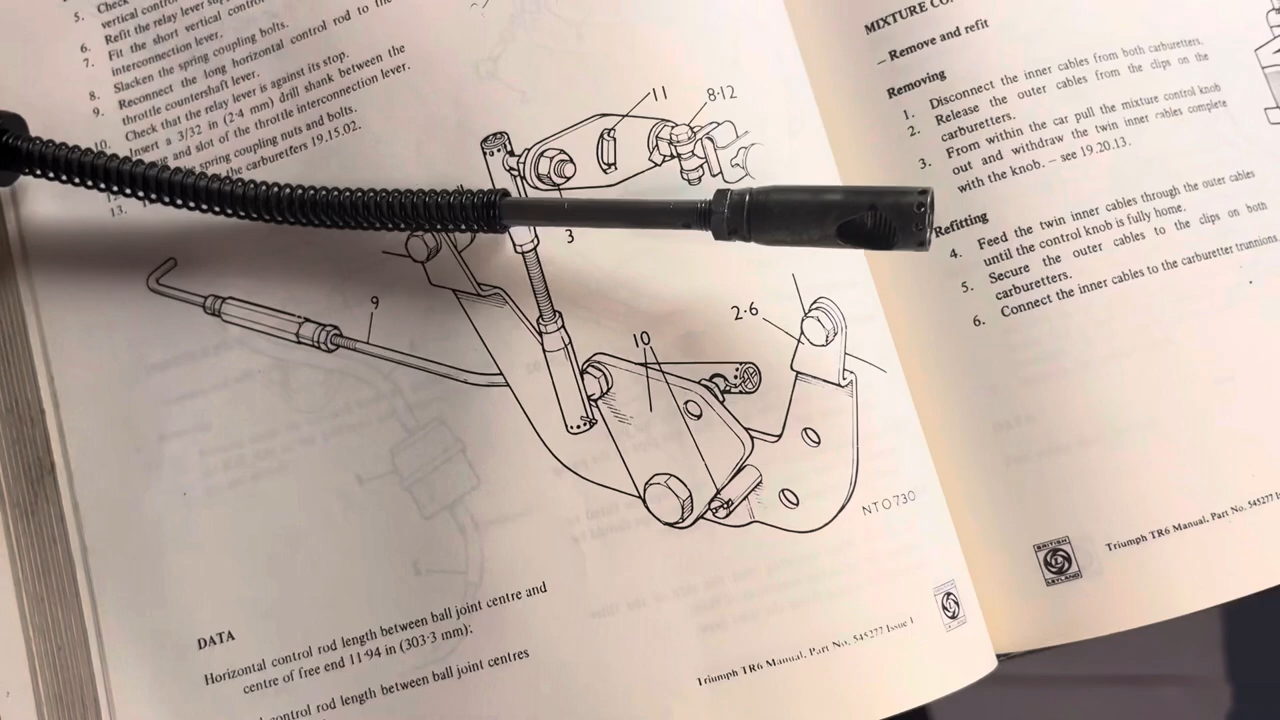 5. Check
vertical contro
6. Refit the relay lever
7. Fit the short vertical control
interconnection lever.
8. Slacken the spring coupling bolts.
9. Reconnect the long horizontal control rod to the
throttle countershaft lever.
10. Check that the relay lever is against its stop.
Insert a 3/32 in (2·4 mm) drill shank between the
and slot of the throttle interconnection lever.
spring coupling nuts and bolts.
the carburetters 19.15.02.
13.
11
8·12
3
9
10
2·6
NTO730
DATA
Horizontal control rod length between ball joint centre and
centre of free end 11·94 in (303·3 mm);
control rod length between ball joint centres
Triumph TR6 Manual. Part No. 545277 Issue 1
MIXTURE CO
– Remove and refit
Removing
1. Disconnect the inner cables from both carburetters.
2. Release the outer cables from the clips on the
carburetters.
3. From within the car pull the mixture control knob
out and withdraw the twin inner cables complete
with the knob. – see 19.20.13.
Refitting
4. Feed the twin inner cables through the outer cables
until the control knob is fully home.
5. Secure the outer cables to the clips on both
carburetters.
6. Connect the inner cables to the carburetter trunnions
BRITISH
LEYLAND
Triumph TR6 Manual. Part No. 545277 Is